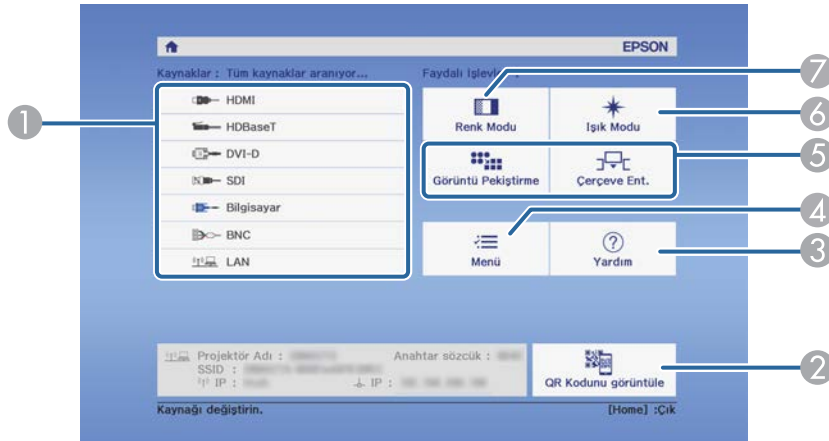 EPSON
Kaynaklar : Tüm kaynaklar aranıyor...
HDMI
HDBaseT
DVI-D
SDI
Bilgisayar
BNC
LAN
1
Faydalı İşlevler :
Renk Modu
Işık Modu
Görüntü Pekiştirme
Çerçeve Ent.
Menü
Yardım
7
6
5
4
3
Projektör Adı :
Anahtar sözcük :
SSID :
IP :
IP :
QR Kodunu görüntüle
2
Kaynağı değiştirin.
[Home] :Çık